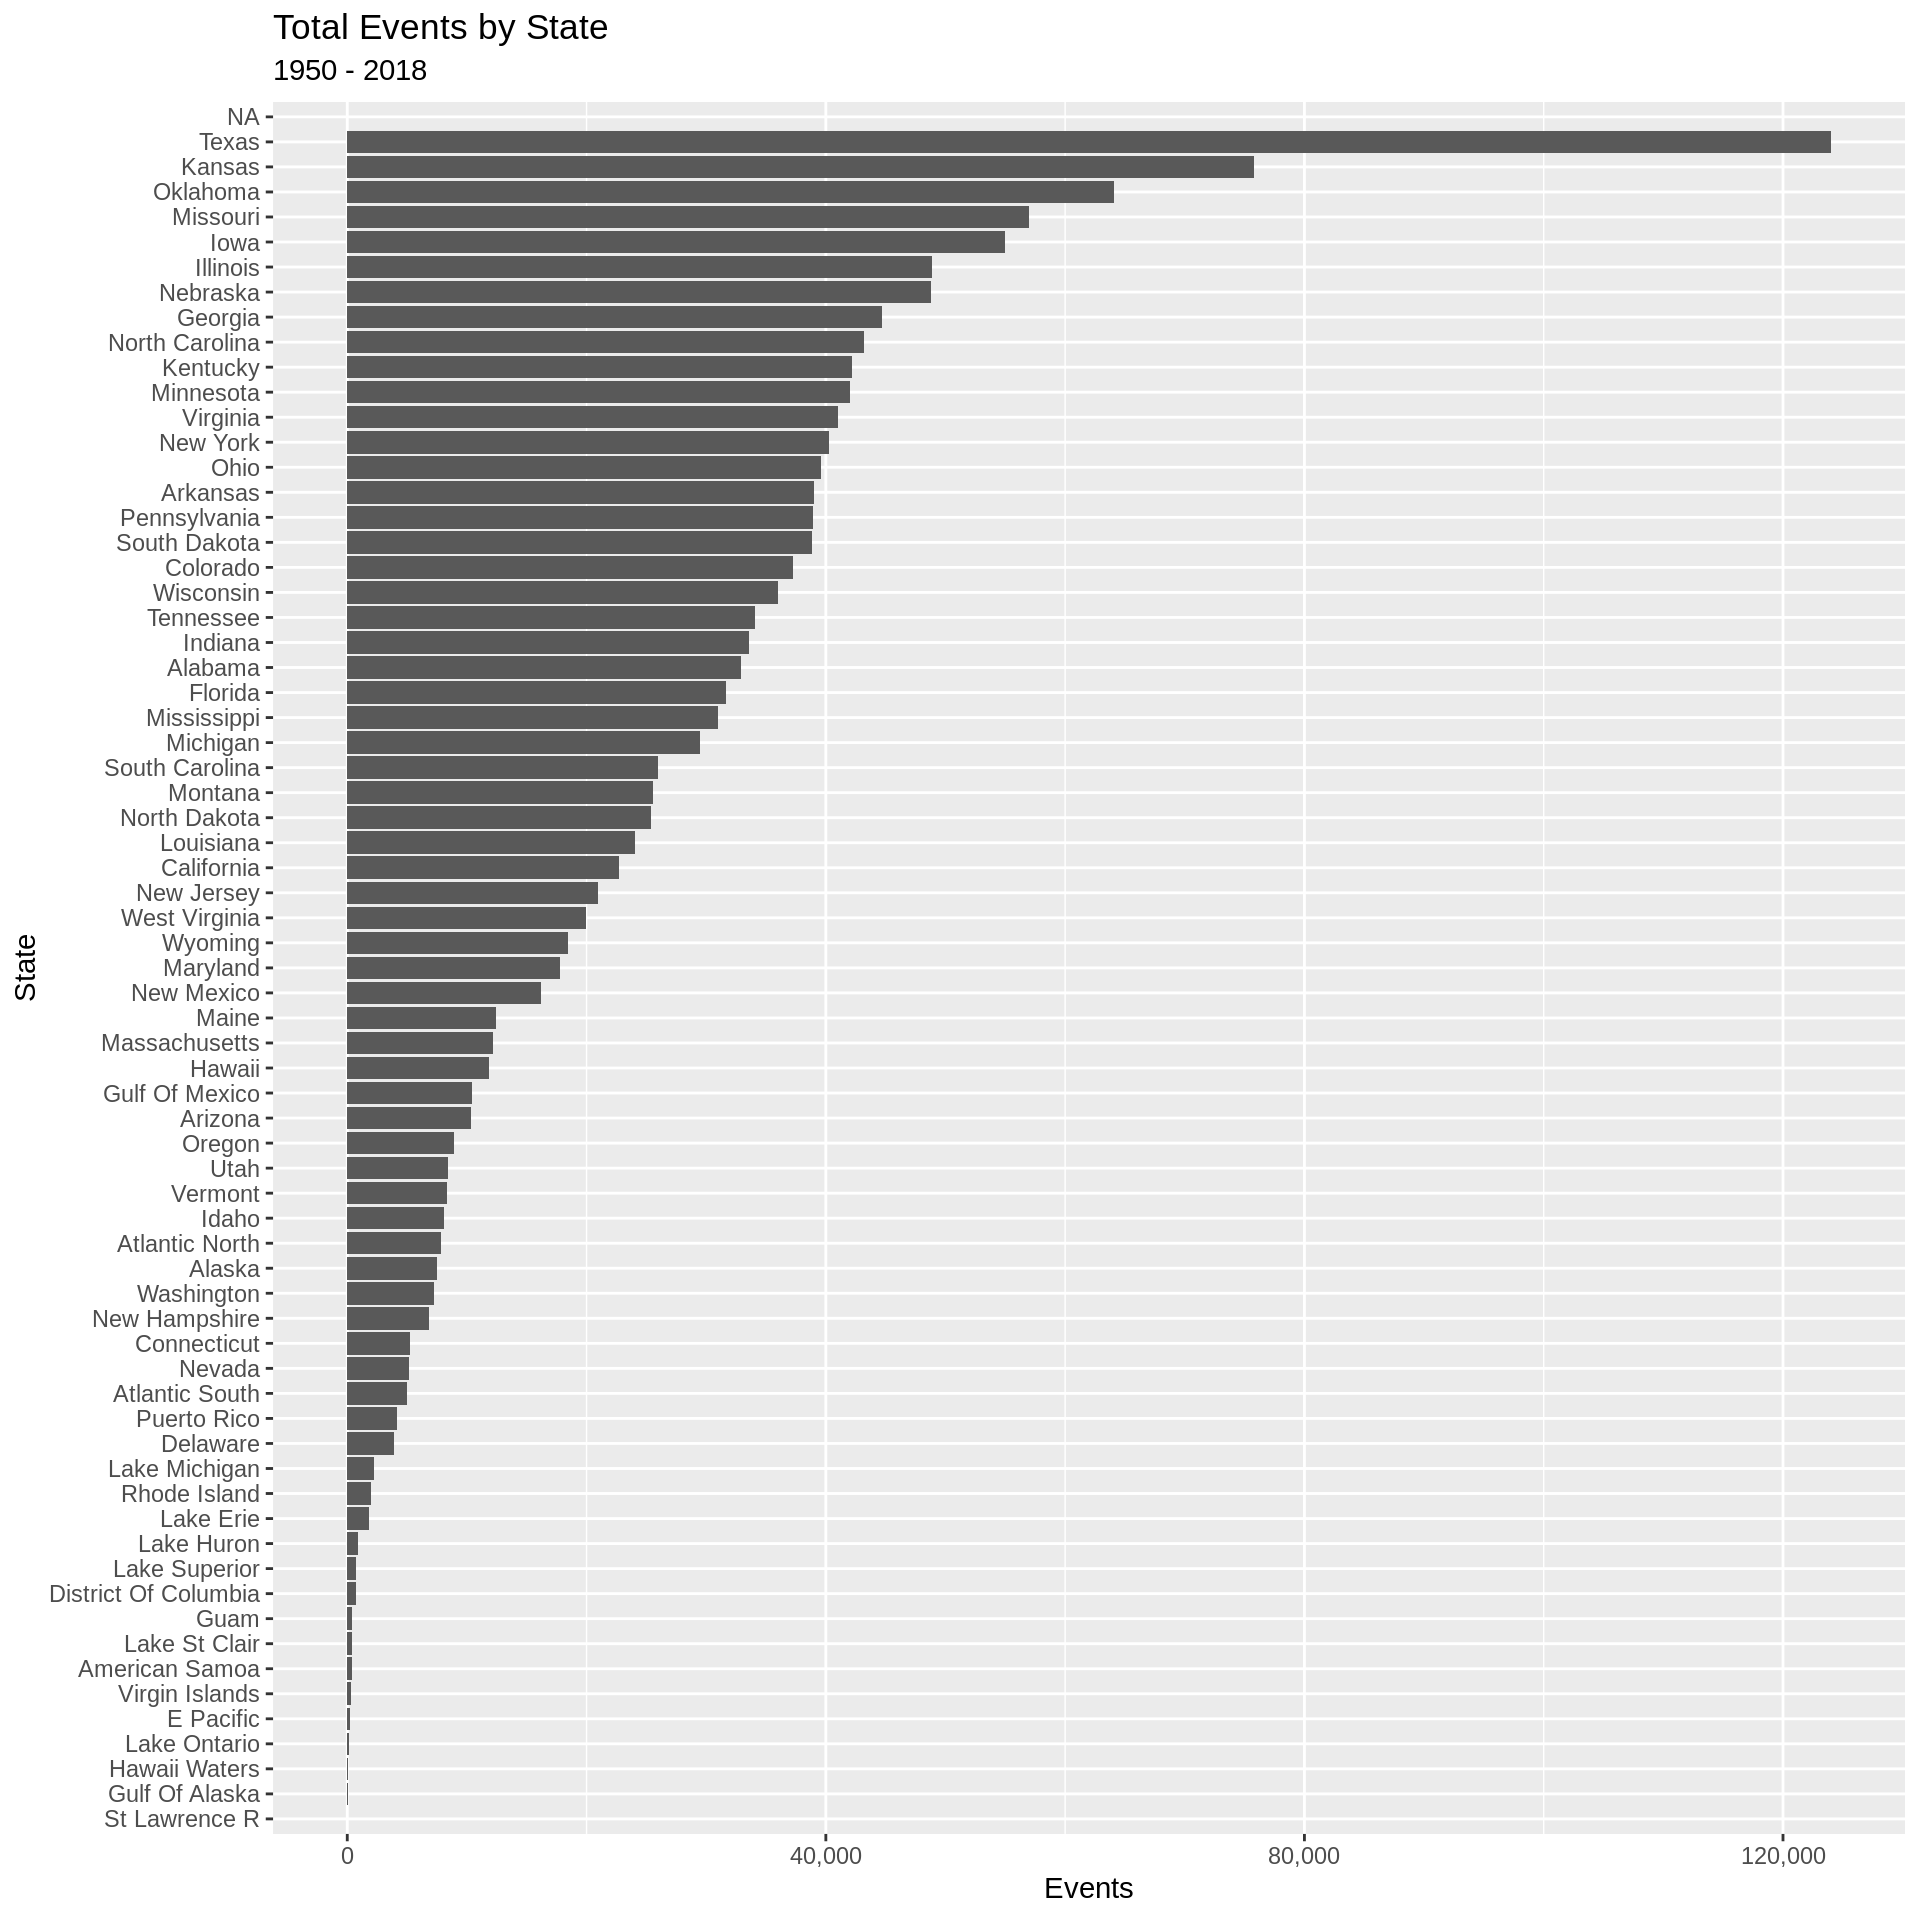 Total Events by State
1950 - 2018
NA
Texas
Kansas
Oklahoma
Missouri
Iowa
Illinois
Nebraska
Georgia
North Carolina
Kentucky
Minnesota
Virginia
New York
Ohio
Arkansas
Pennsylvania
South Dakota
Colorado
Wisconsin
Tennessee
Indiana
Alabama
Florida
Mississippi
Michigan
South Carolina
Montana
North Dakota
Louisiana
California
New Jersey
West Virginia
Wyoming
Maryland
New Mexico
Maine
Massachusetts
Hawaii
Gulf Of Mexico
Arizona
Oregon
Utah
Vermont
Idaho
Atlantic North
Alaska
Washington
New Hampshire
Connecticut
Nevada
Atlantic South
Puerto Rico
Delaware
Lake Michigan
Rhode Island
Lake Erie
Lake Huron
Lake Superior
District Of Columbia
Guam
Lake St Clair
American Samoa
Virgin Islands
E Pacific
Lake Ontario
Hawaii Waters
Gulf Of Alaska
St Lawrence R
State
0 40,000 80,000 120,000
Events